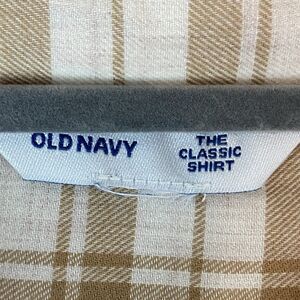 OLD NAVY
THE
CLASSIC
SHIRT